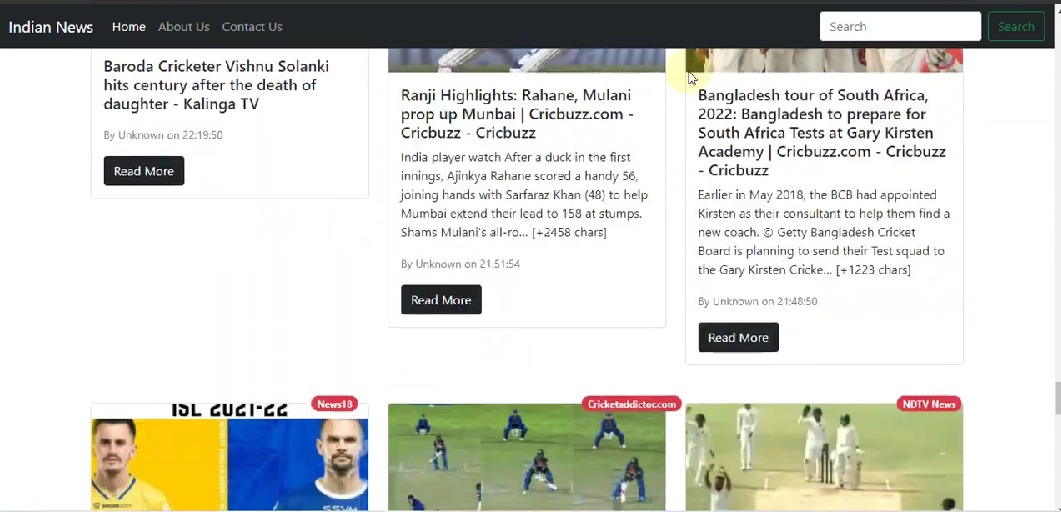 Indian News
Home
About Us
Contact Us
Search
Search
Baroda Cricketer Vishnu Solanki
hits century after the death of
daughter - Kalinga TV
By Unknown on 22:19:50
Read More
Ranji Highlights: Rahane, Mulani
prop up Mumbai | Cricbuzz.com -
Cricbuzz - Cricbuzz
India player watch After a duck in the first
innings, Ajinkya Rahane scored a handy 56,
joining hands with Sarfaraz Khan (48) to help
Mumbai extend their lead to 158 at stumps.
Shams Mulani's all-ro... [+2458 chars]
By Unknown on 21:51:54
Read More
Bangladesh tour of South Africa,
2022: Bangladesh to prepare for
South Africa Tests at Gary Kirsten
Academy | Cricbuzz.com - Cricbuzz
- Cricbuzz
Earlier in May 2018, the BCB had appointed
Kirsten as their consultant to help them find a
new coach. © Getty Bangladesh Cricket
Board is planning to send their Test squad to
the Gary Kirsten Cricke... [+1223 chars]
By Unknown on 21:48:50
Read More
News18
ISL 2021-22
Cricketaddictor.com
NDTV News